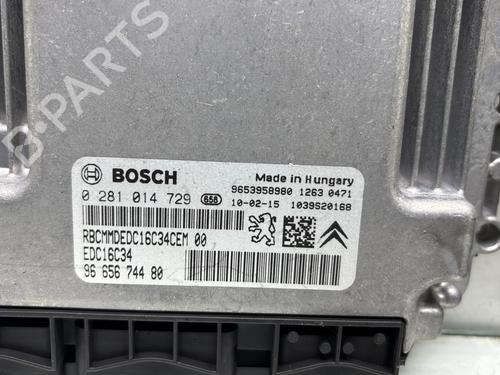 BOSCH
Made in Hungary
9653958980 1263 0471
0 281 014 729 658 10-02-15 1039S20168
RBCMMDEDC16C34CEM 00
EDC16C34
96 656 744 80
B-PARTS